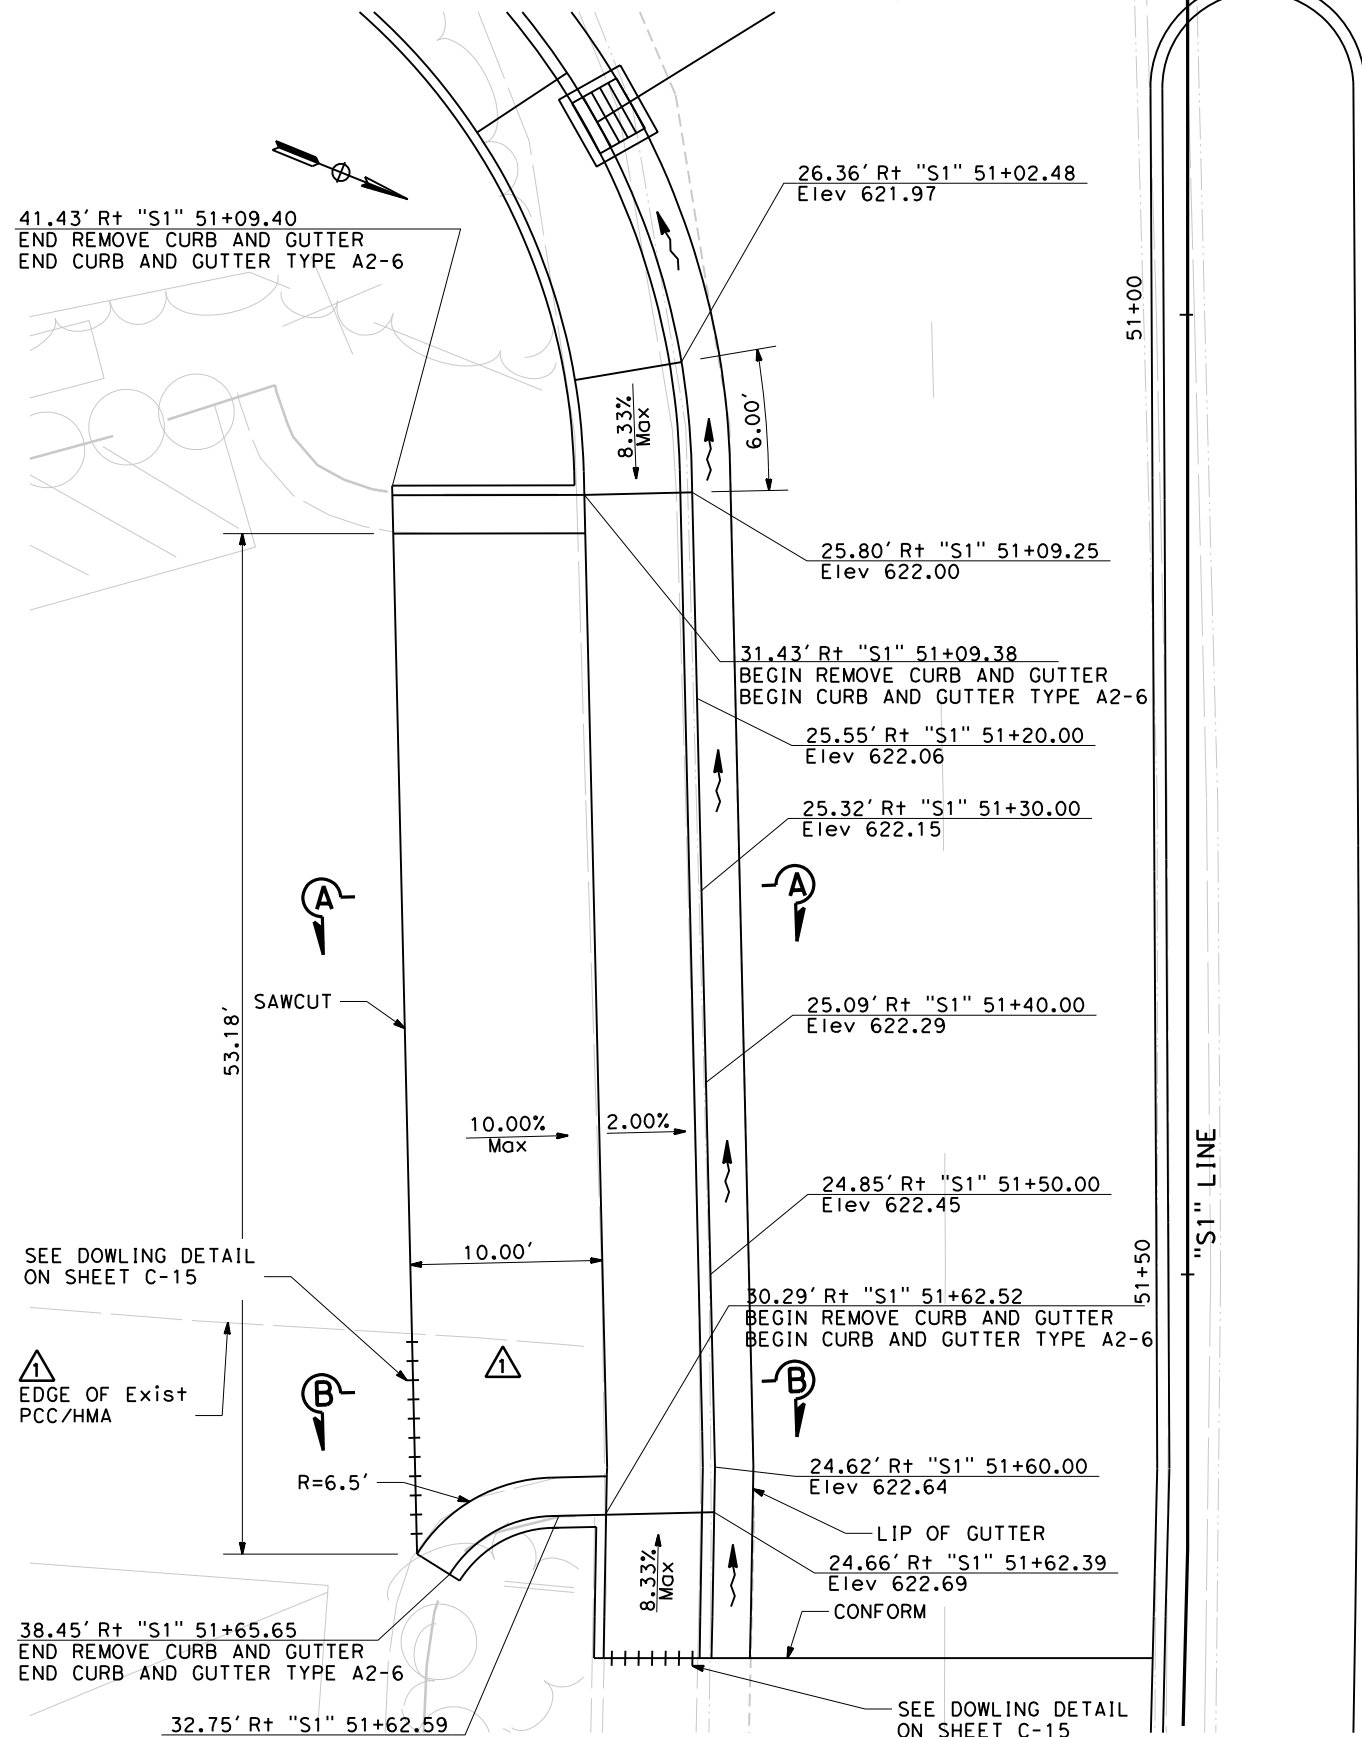 26.36' Rt "S1" 51+02.48
Elev 621.97
41.43' Rt "S1" 51+09.40
END REMOVE CURB AND GUTTER
END CURB AND GUTTER TYPE A2-6
51+00
8.33%
Max
6.00'
25.80' Rt "S1" 51+09.25
Elev 622.00
31.43' Rt "S1" 51+09.38
BEGIN REMOVE CURB AND GUTTER
BEGIN CURB AND GUTTER TYPE A2-6
25.55' Rt "S1" 51+20.00
Elev 622.06
25.32' Rt "S1" 51+30.00
Elev 622.15
A
A
SAWCUT
53.18'
25.09' Rt "S1" 51+40.00
Elev 622.29
10.00%
Max
2.00%
"S1" LINE
24.85' Rt "S1" 51+50.00
Elev 622.45
SEE DOWLING DETAIL
ON SHEET C-15
10.00'
51+50
30.29' Rt "S1" 51+62.52
BEGIN REMOVE CURB AND GUTTER
BEGIN CURB AND GUTTER TYPE A2-6
1
EDGE OF Exist
PCC/HMA
1
B
B
R=6.5'
24.62' Rt "S1" 51+60.00
Elev 622.64
LIP OF GUTTER
24.66' Rt "S1" 51+62.39
Elev 622.69
8.33%
Max
CONFORM
38.45' Rt "S1" 51+65.65
END REMOVE CURB AND GUTTER
END CURB AND GUTTER TYPE A2-6
32.75' Rt "S1" 51+62.59
SEE DOWLING DETAIL
ON SHEET C-15